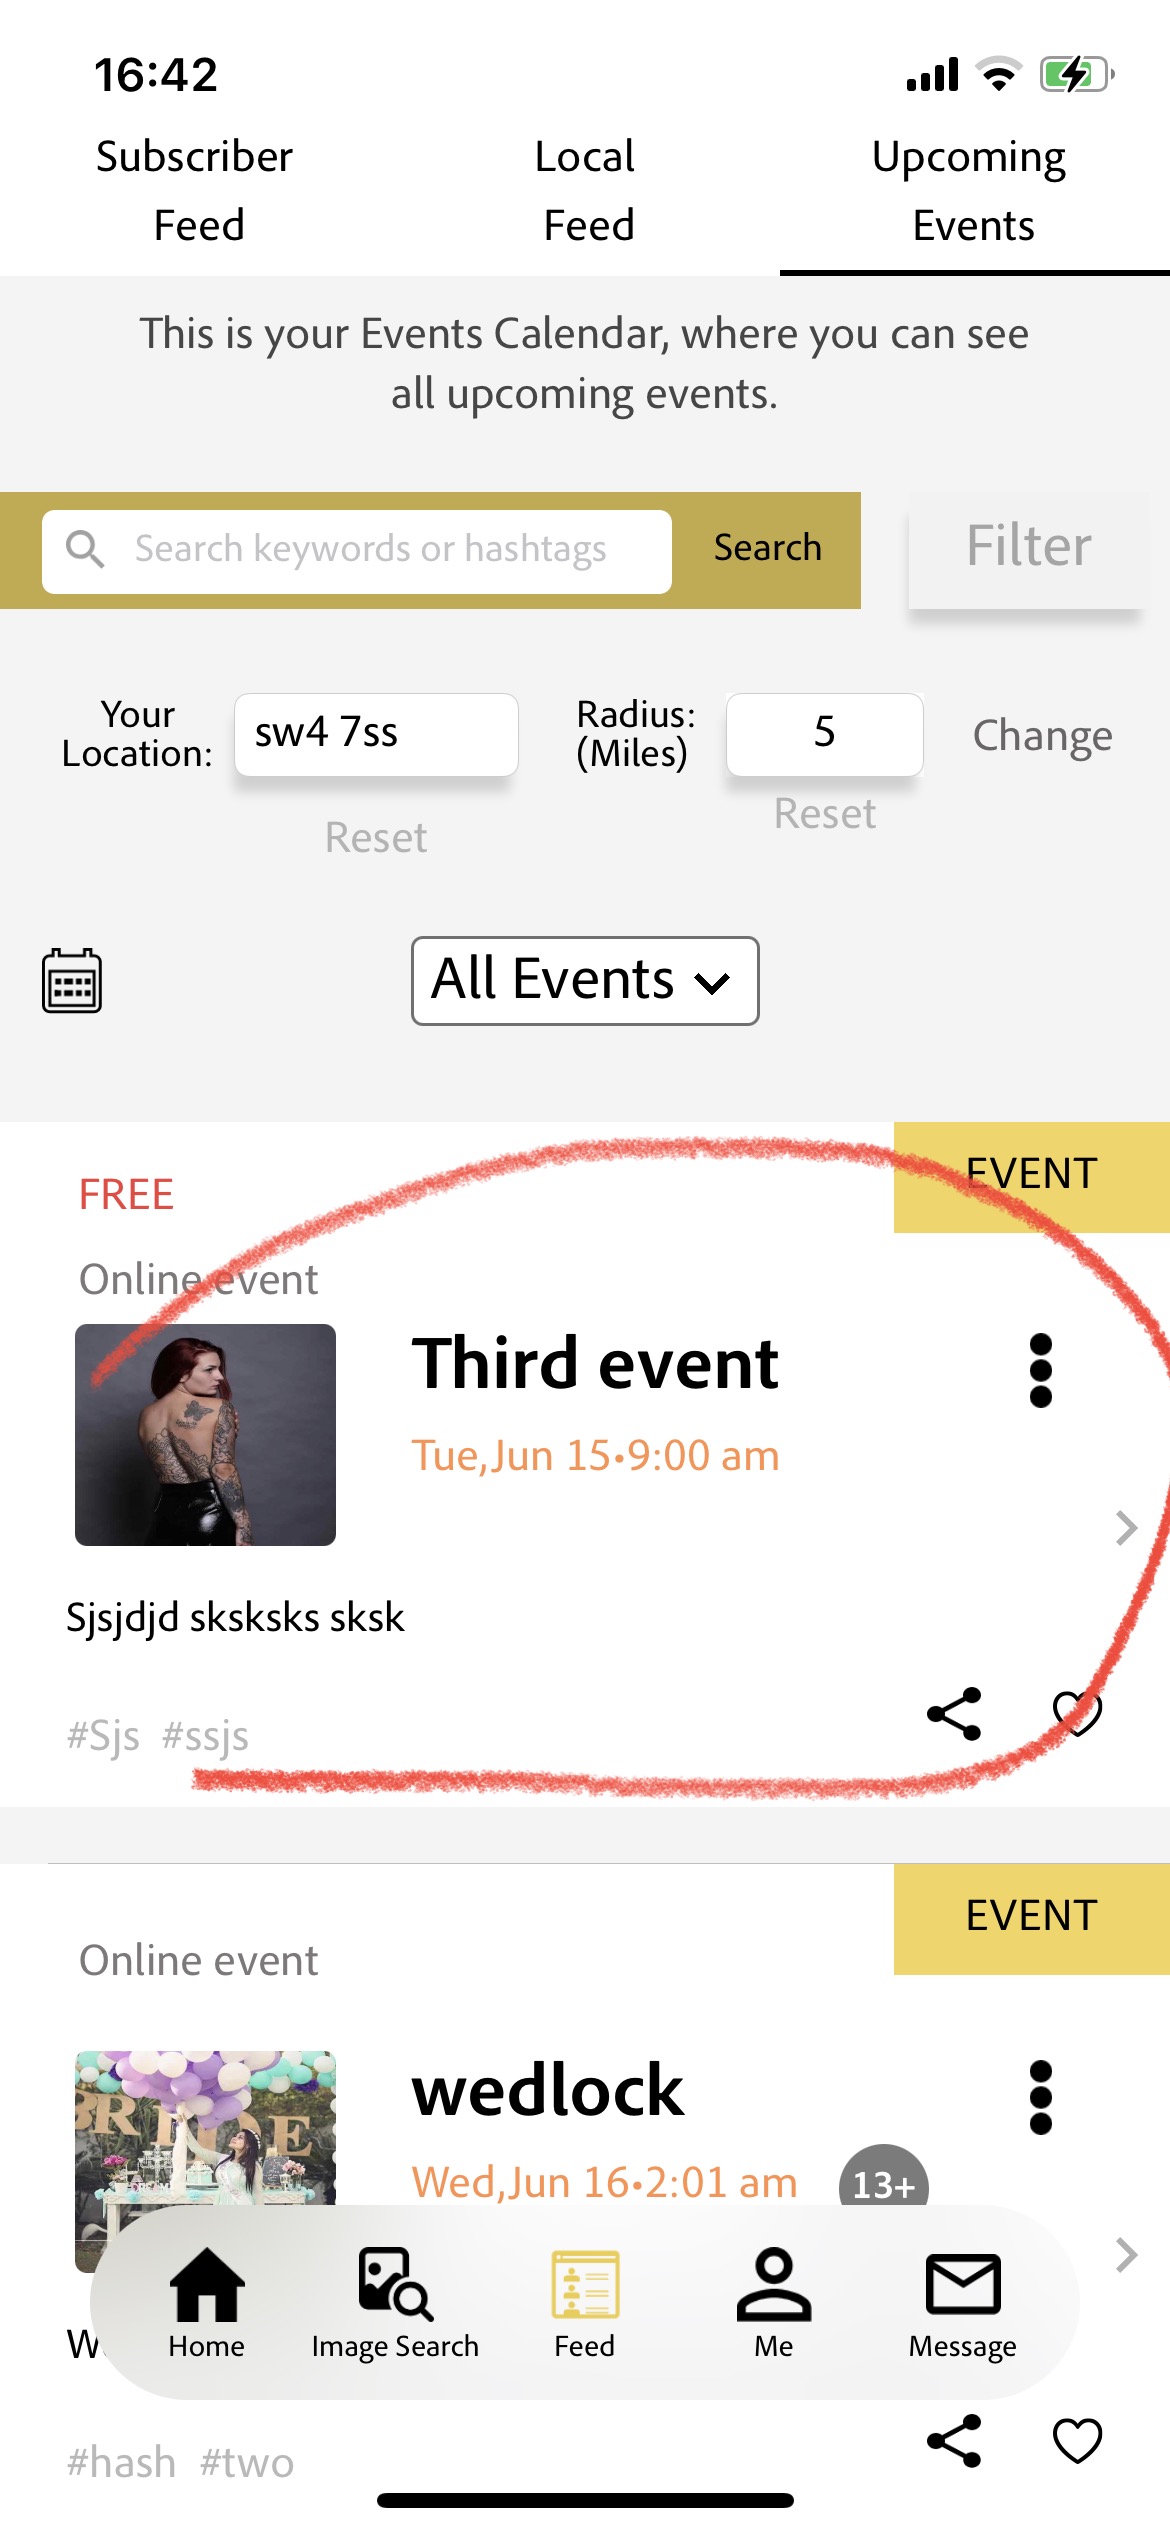 16:42
Subscriber Feed
Local Feed
Upcoming Events
This is your Events Calendar, where you can see
all upcoming events.
Search keywords or hashtags
Search
Filter
Your Location:
sw4 7ss
Radius: (Miles)
5
Change
Reset
Reset
All Events
EVENT
FREE
Online event
Third event
Tue,Jun 15•9:00 am
Sjsjdjd sksksks sksk
#Sjs #ssjs
EVENT
Online event
BRIDE
wedlock
Wed,Jun 16•2:01 am
13+
Home
Image Search
Feed
Me
Message
#hash #two